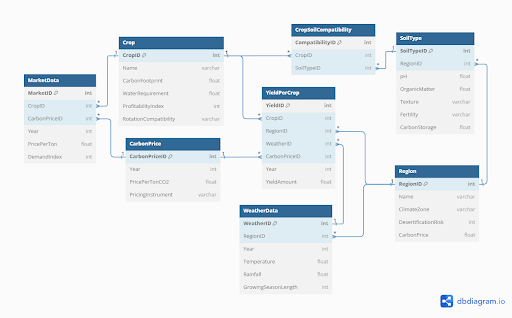 Crop
CropID int
Name varchar
CarbonFootprint float
WaterRequirement float
ProfitabilityIndex int
RotationCompatibility varchar
CropSoilCompatibility
CompatibilityID int
CropID int
SoilTypeID int
SoilType
SoilTypeID int
RegionID int
pH float
OrganicMatter float
Texture varchar
Fertility varchar
CarbonStorage float
MarketData
MarketID int
CropID int
CarbonPriceID int
Year int
PricePerTon float
DemandIndex int
YieldPerCrop
YieldID int
CropID int
RegionID int
WeatherID int
CarbonPriceID int
Year int
YieldAmount float
CarbonPrice
CarbonPriceID int
Year int
PricePerTonCO2 float
PricingInstrument varchar
Region
RegionID int
Name varchar
ClimateZone varchar
DesertificationRisk int
CarbonPrice float
WeatherData
WeatherID int
RegionID int
Year int
Temperature float
Rainfall float
GrowingSeasonLength int
dbdiagram.io